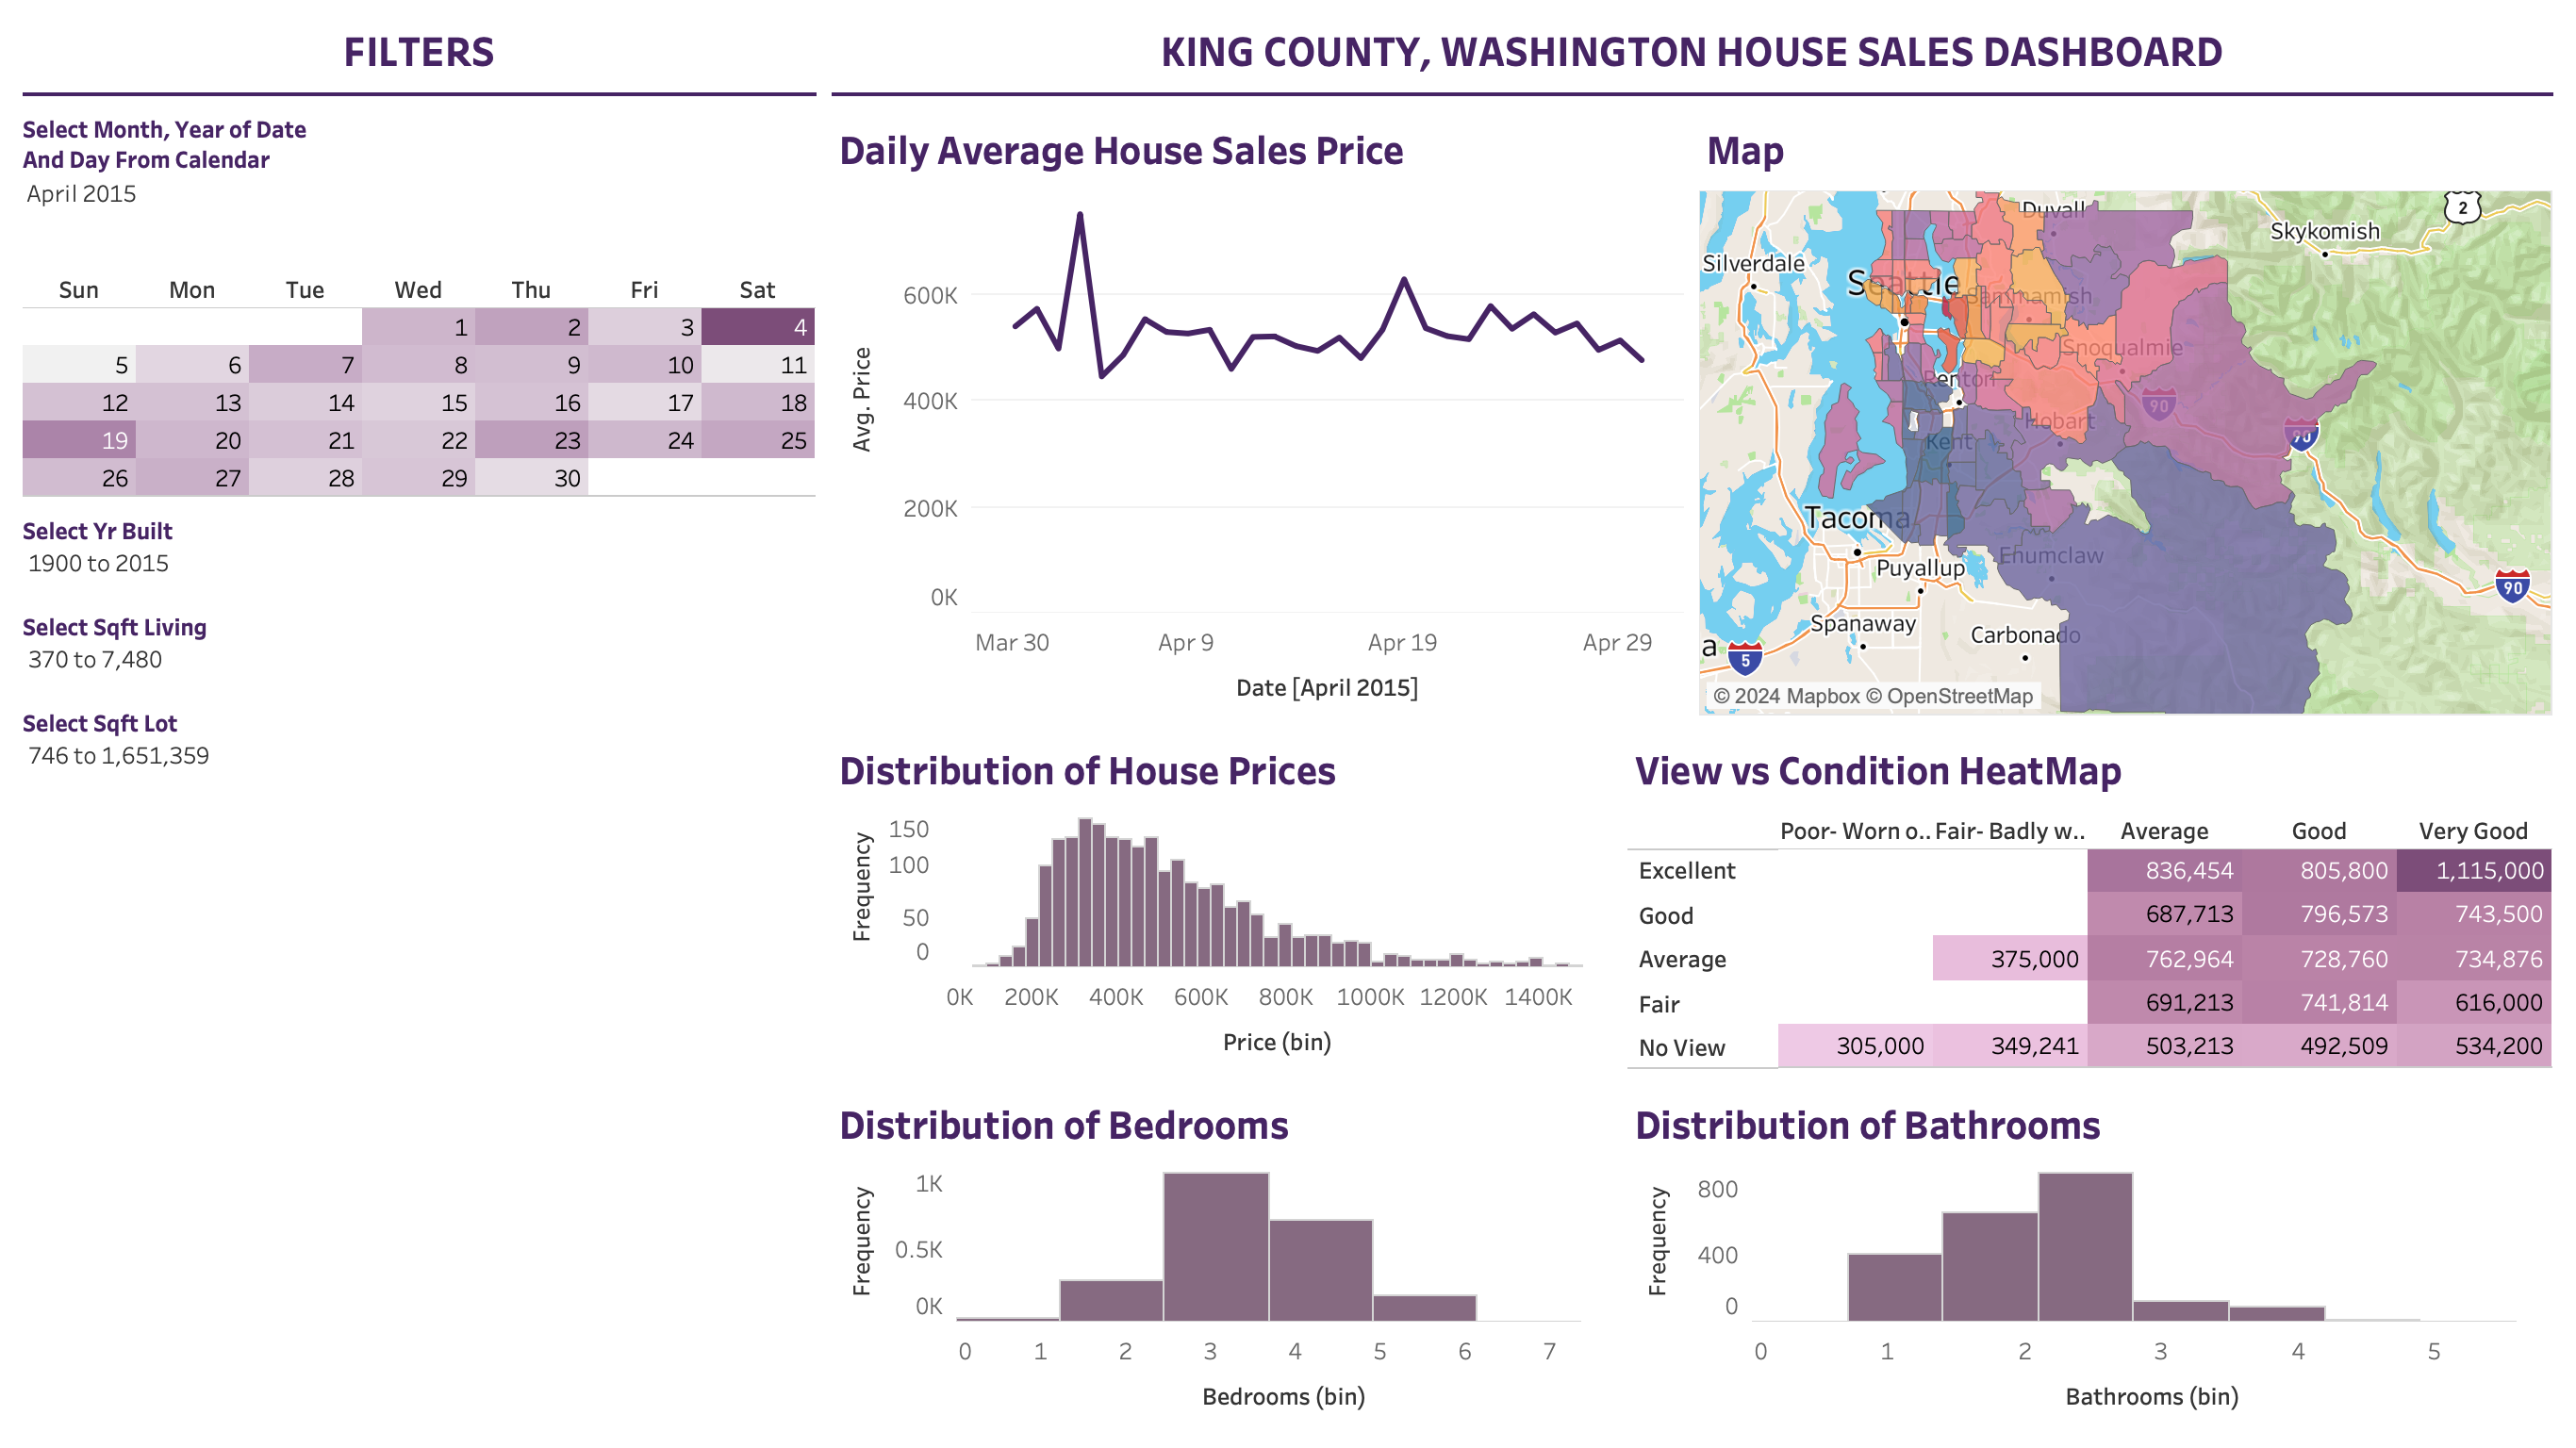 FILTERS
KING COUNTY, WASHINGTON HOUSE SALES DASHBOARD
Select Month, Year of Date
And Day From Calendar
April 2015
Sun Mon Tue Wed Thu Fri Sat
1 2 3 4
5 6 7 8 9 10 11
12 13 14 15 16 17 18
19 20 21 22 23 24 25
26 27 28 29 30
Select Yr Built
1900 to 2015
Select Sqft Living
370 to 7,480
Select Sqft Lot
746 to 1,651,359
Daily Average House Sales Price
Avg. Price
600K
400K
200K
0K
Mar 30 Apr 9 Apr 19 Apr 29
Date [April 2015]
Map
Duvall
2
Skykomish
Silverdale
Seattle
Sammamish
Snoqualmie
Renton
90
Hobart
90
Kent
Tacoma
Enumclaw
Puyallup
90
Spanaway
Carbonado
a
5
© 2024 Mapbox © OpenStreetMap
Distribution of House Prices
Frequency
150
100
50
0
0K 200K 400K 600K 800K 1000K 1200K 1400K
Price (bin)
View vs Condition HeatMap
Poor- Worn o.. Fair- Badly w.. Average Good Very Good
Excellent 836,454 805,800 1,115,000
Good 687,713 796,573 743,500
Average 375,000 762,964 728,760 734,876
Fair 691,213 741,814 616,000
No View 305,000 349,241 503,213 492,509 534,200
Distribution of Bedrooms
Frequency
1K
0.5K
0K
0 1 2 3 4 5 6 7
Bedrooms (bin)
Distribution of Bathrooms
Frequency
800
400
0
0 1 2 3 4 5
Bathrooms (bin)